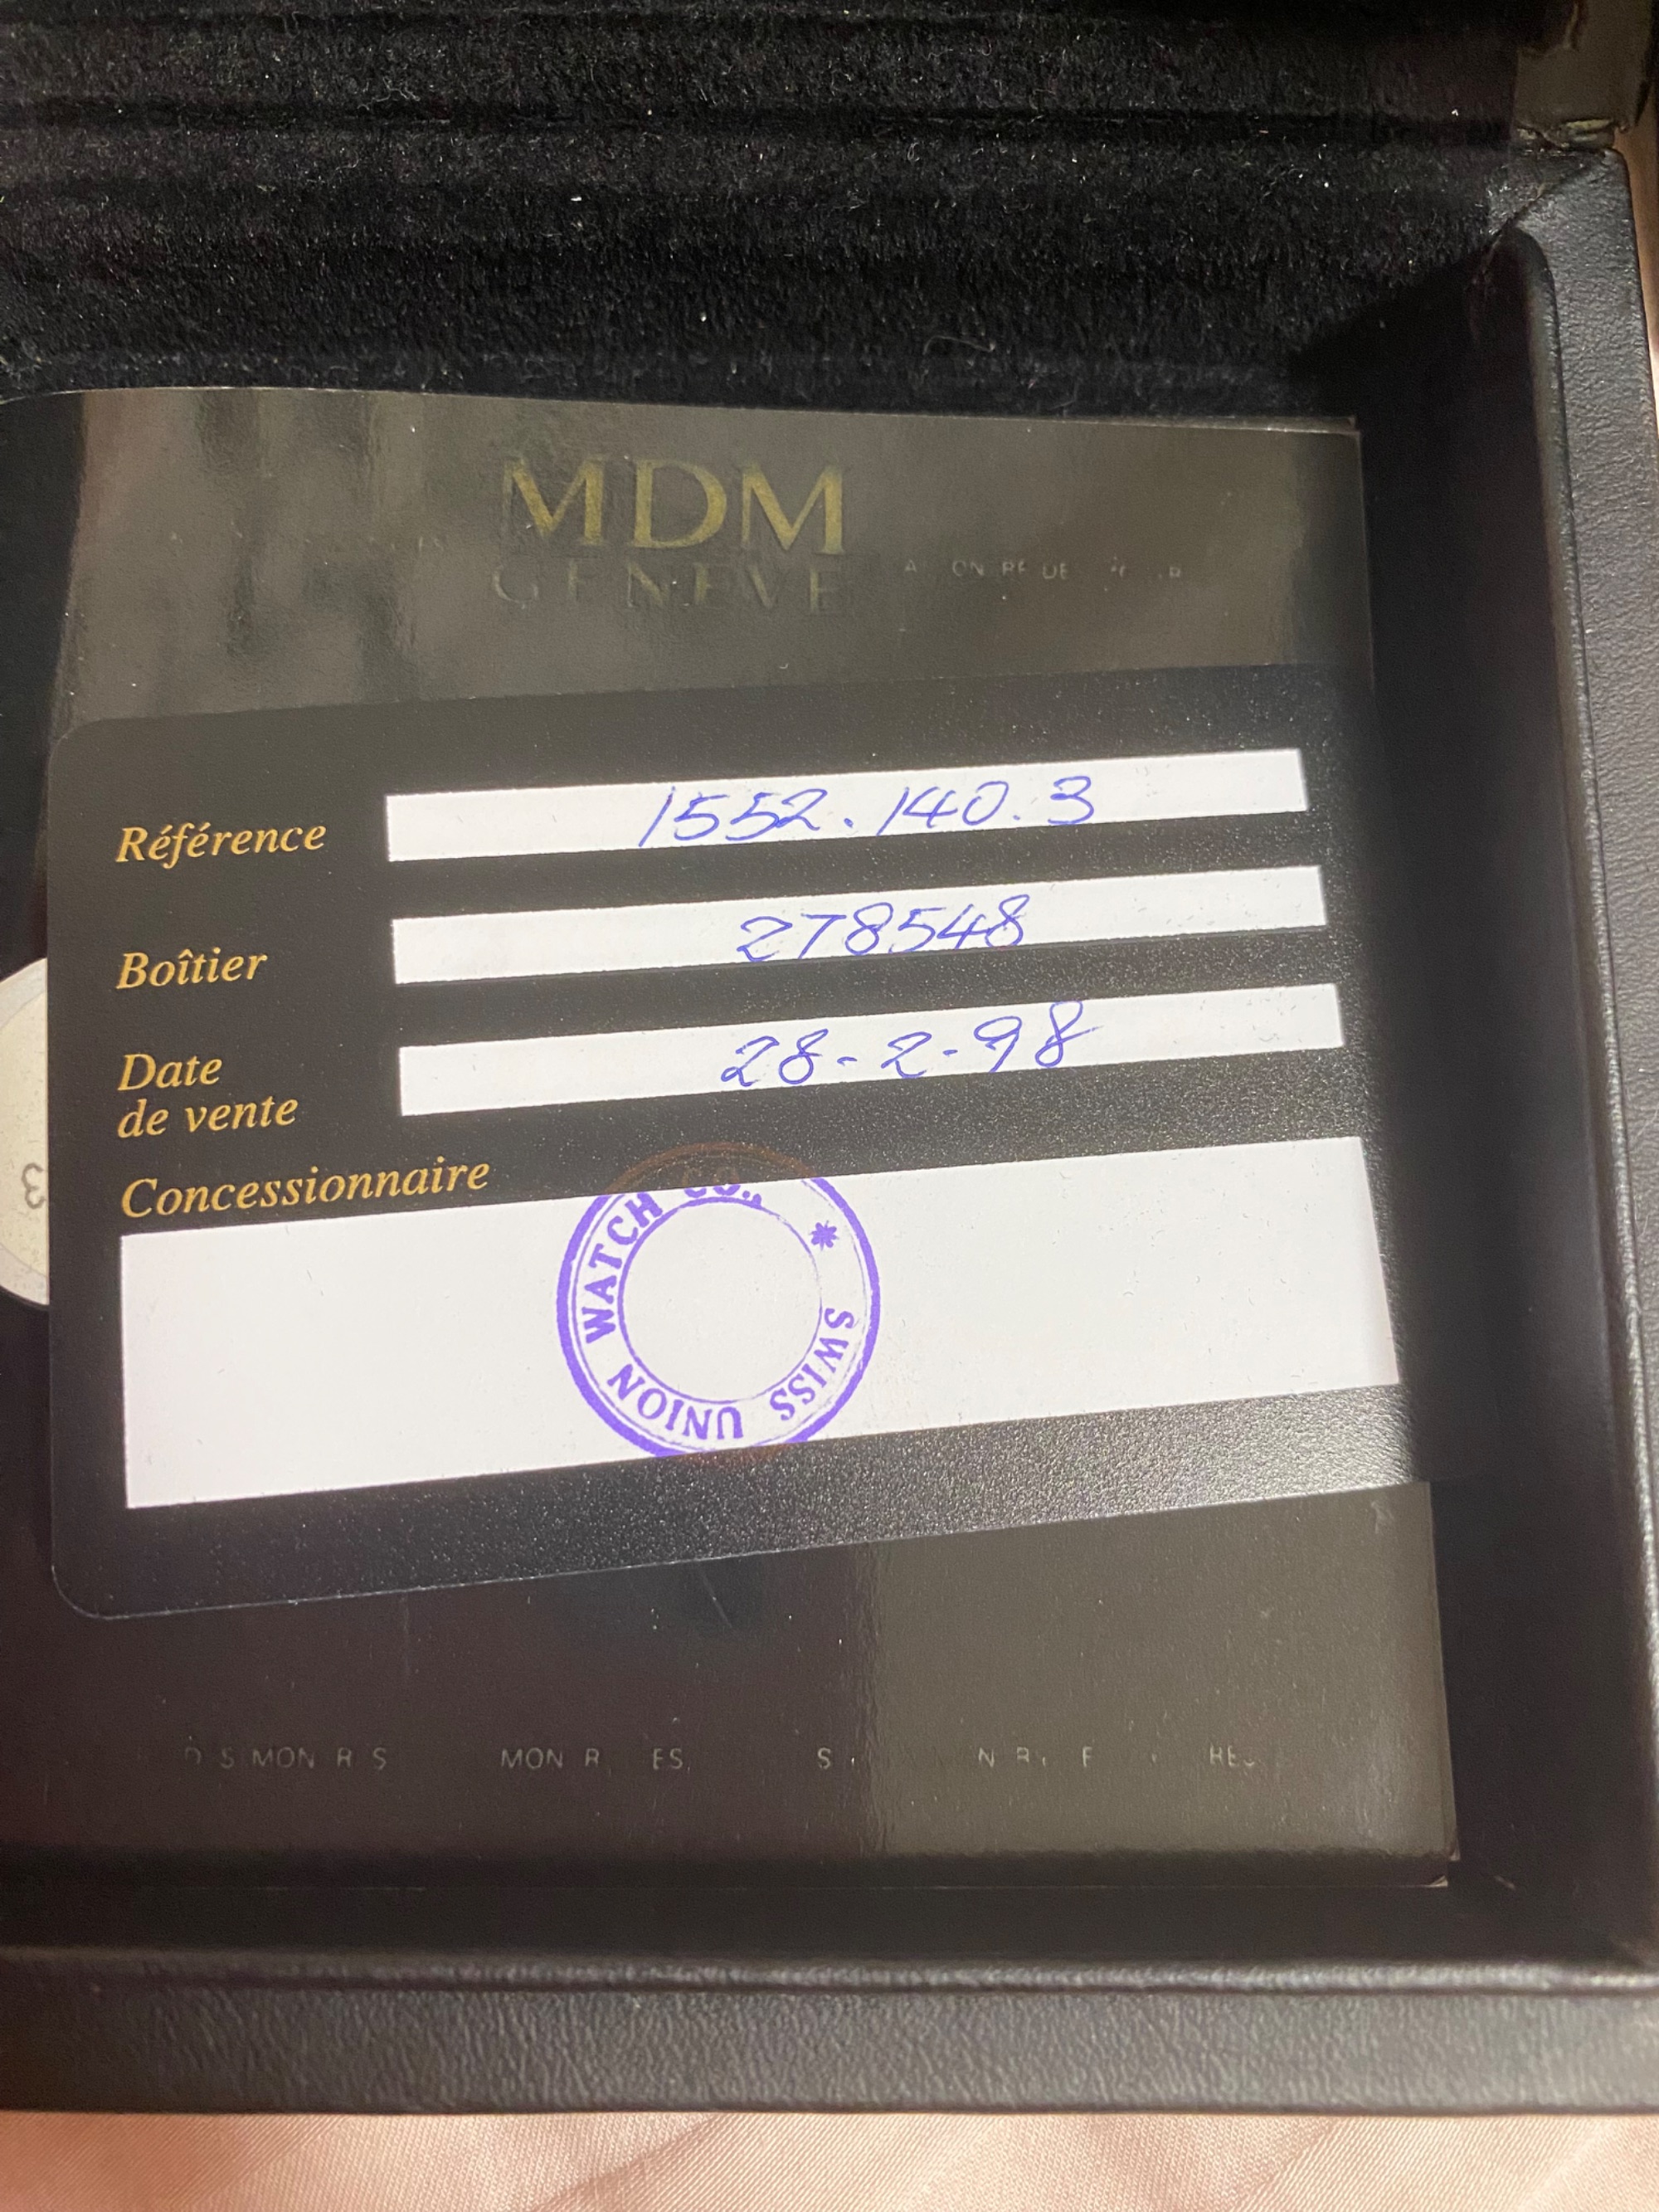 MDM
GENEVE
Référence 1552.140.3
Boîtier 278548
Date
de vente 28-2-98
Concessionnaire
SWISS UNION WATCH CO., *
3